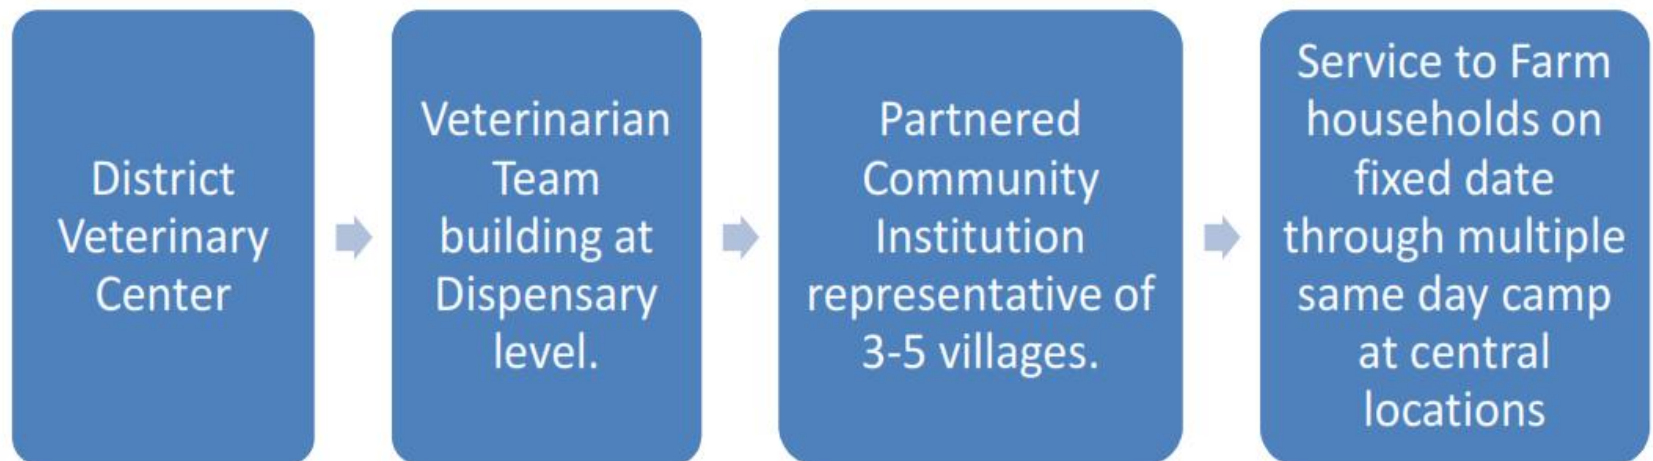 District
Veterinary
Center
Veterinarian
Team
building at
Dispensary
level.
Partnered
Community
Institution
representative of
3-5 villages.
Service to Farm
households on
fixed date
through multiple
same day camp
at central
locations